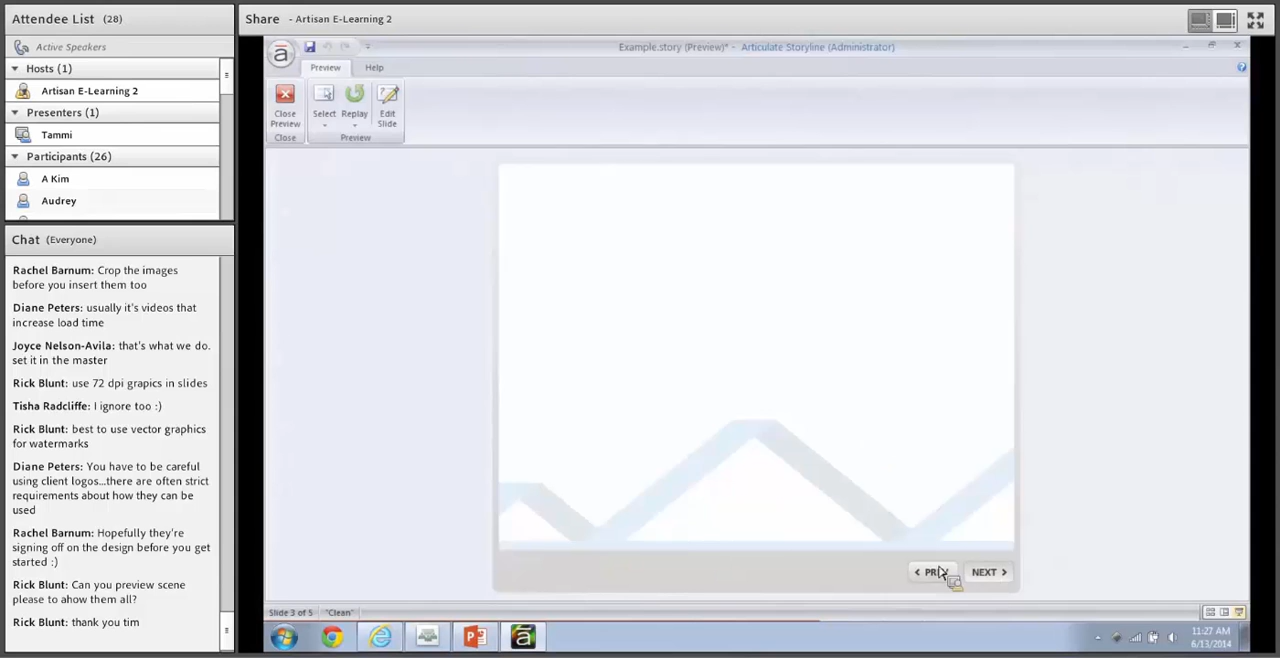 Attendee List (28)
Active Speakers
Hosts (1)
Artisan E-Learning 2
Presenters (1)
Tammi
Participants (26)
A Kim
Audrey
Chat (Everyone)
Rachel Barnum: Crop the images
before you insert them too
Diane Peters: usually it's videos that
increase load time
Joyce Nelson-Avila: that's what we do.
set it in the master
Rick Blunt: use 72 dpi grapics in slides
Tisha Radcliffe: I ignore too :)
Rick Blunt: best to use vector graphics
for watermarks
Diane Peters: You have to be careful
using client logos...there are often strict
requirements about how they can be
used
Rachel Barnum: Hopefully they're
signing off on the design before you get
started :)
Rick Blunt: Can you preview scene
please to ahow them all?
Rick Blunt: thank you tim
Share - Artisan E-Learning 2
Example.story (Preview)* - Articulate Storyline (Administrator)
Preview Help
Close
Preview
Select
Replay
Edit
Slide
Close
Preview
NEXT
Slide 3 of 5 "Clean"
11:27 AM
6/13/2014